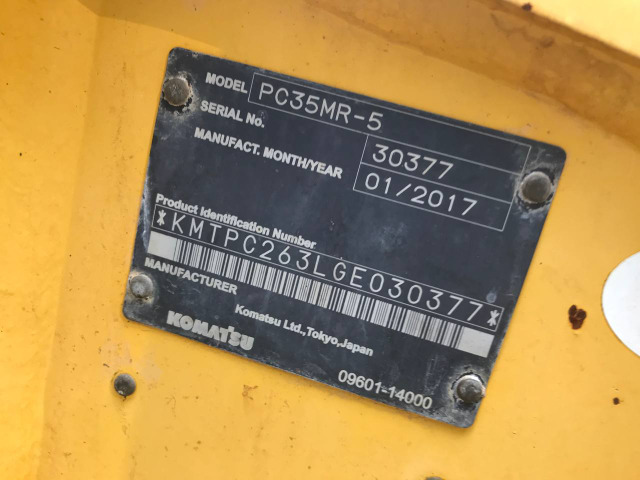 MODEL PC35MR-5
SERIAL No. 30377
MANUFACT. MONTH/YEAR 01/2017
Product Identification Number
*KMTPC263LGE030377*
MANUFACTURER
KOMATSU Komatsu Ltd.,Tokyo,Japan
09601-14000